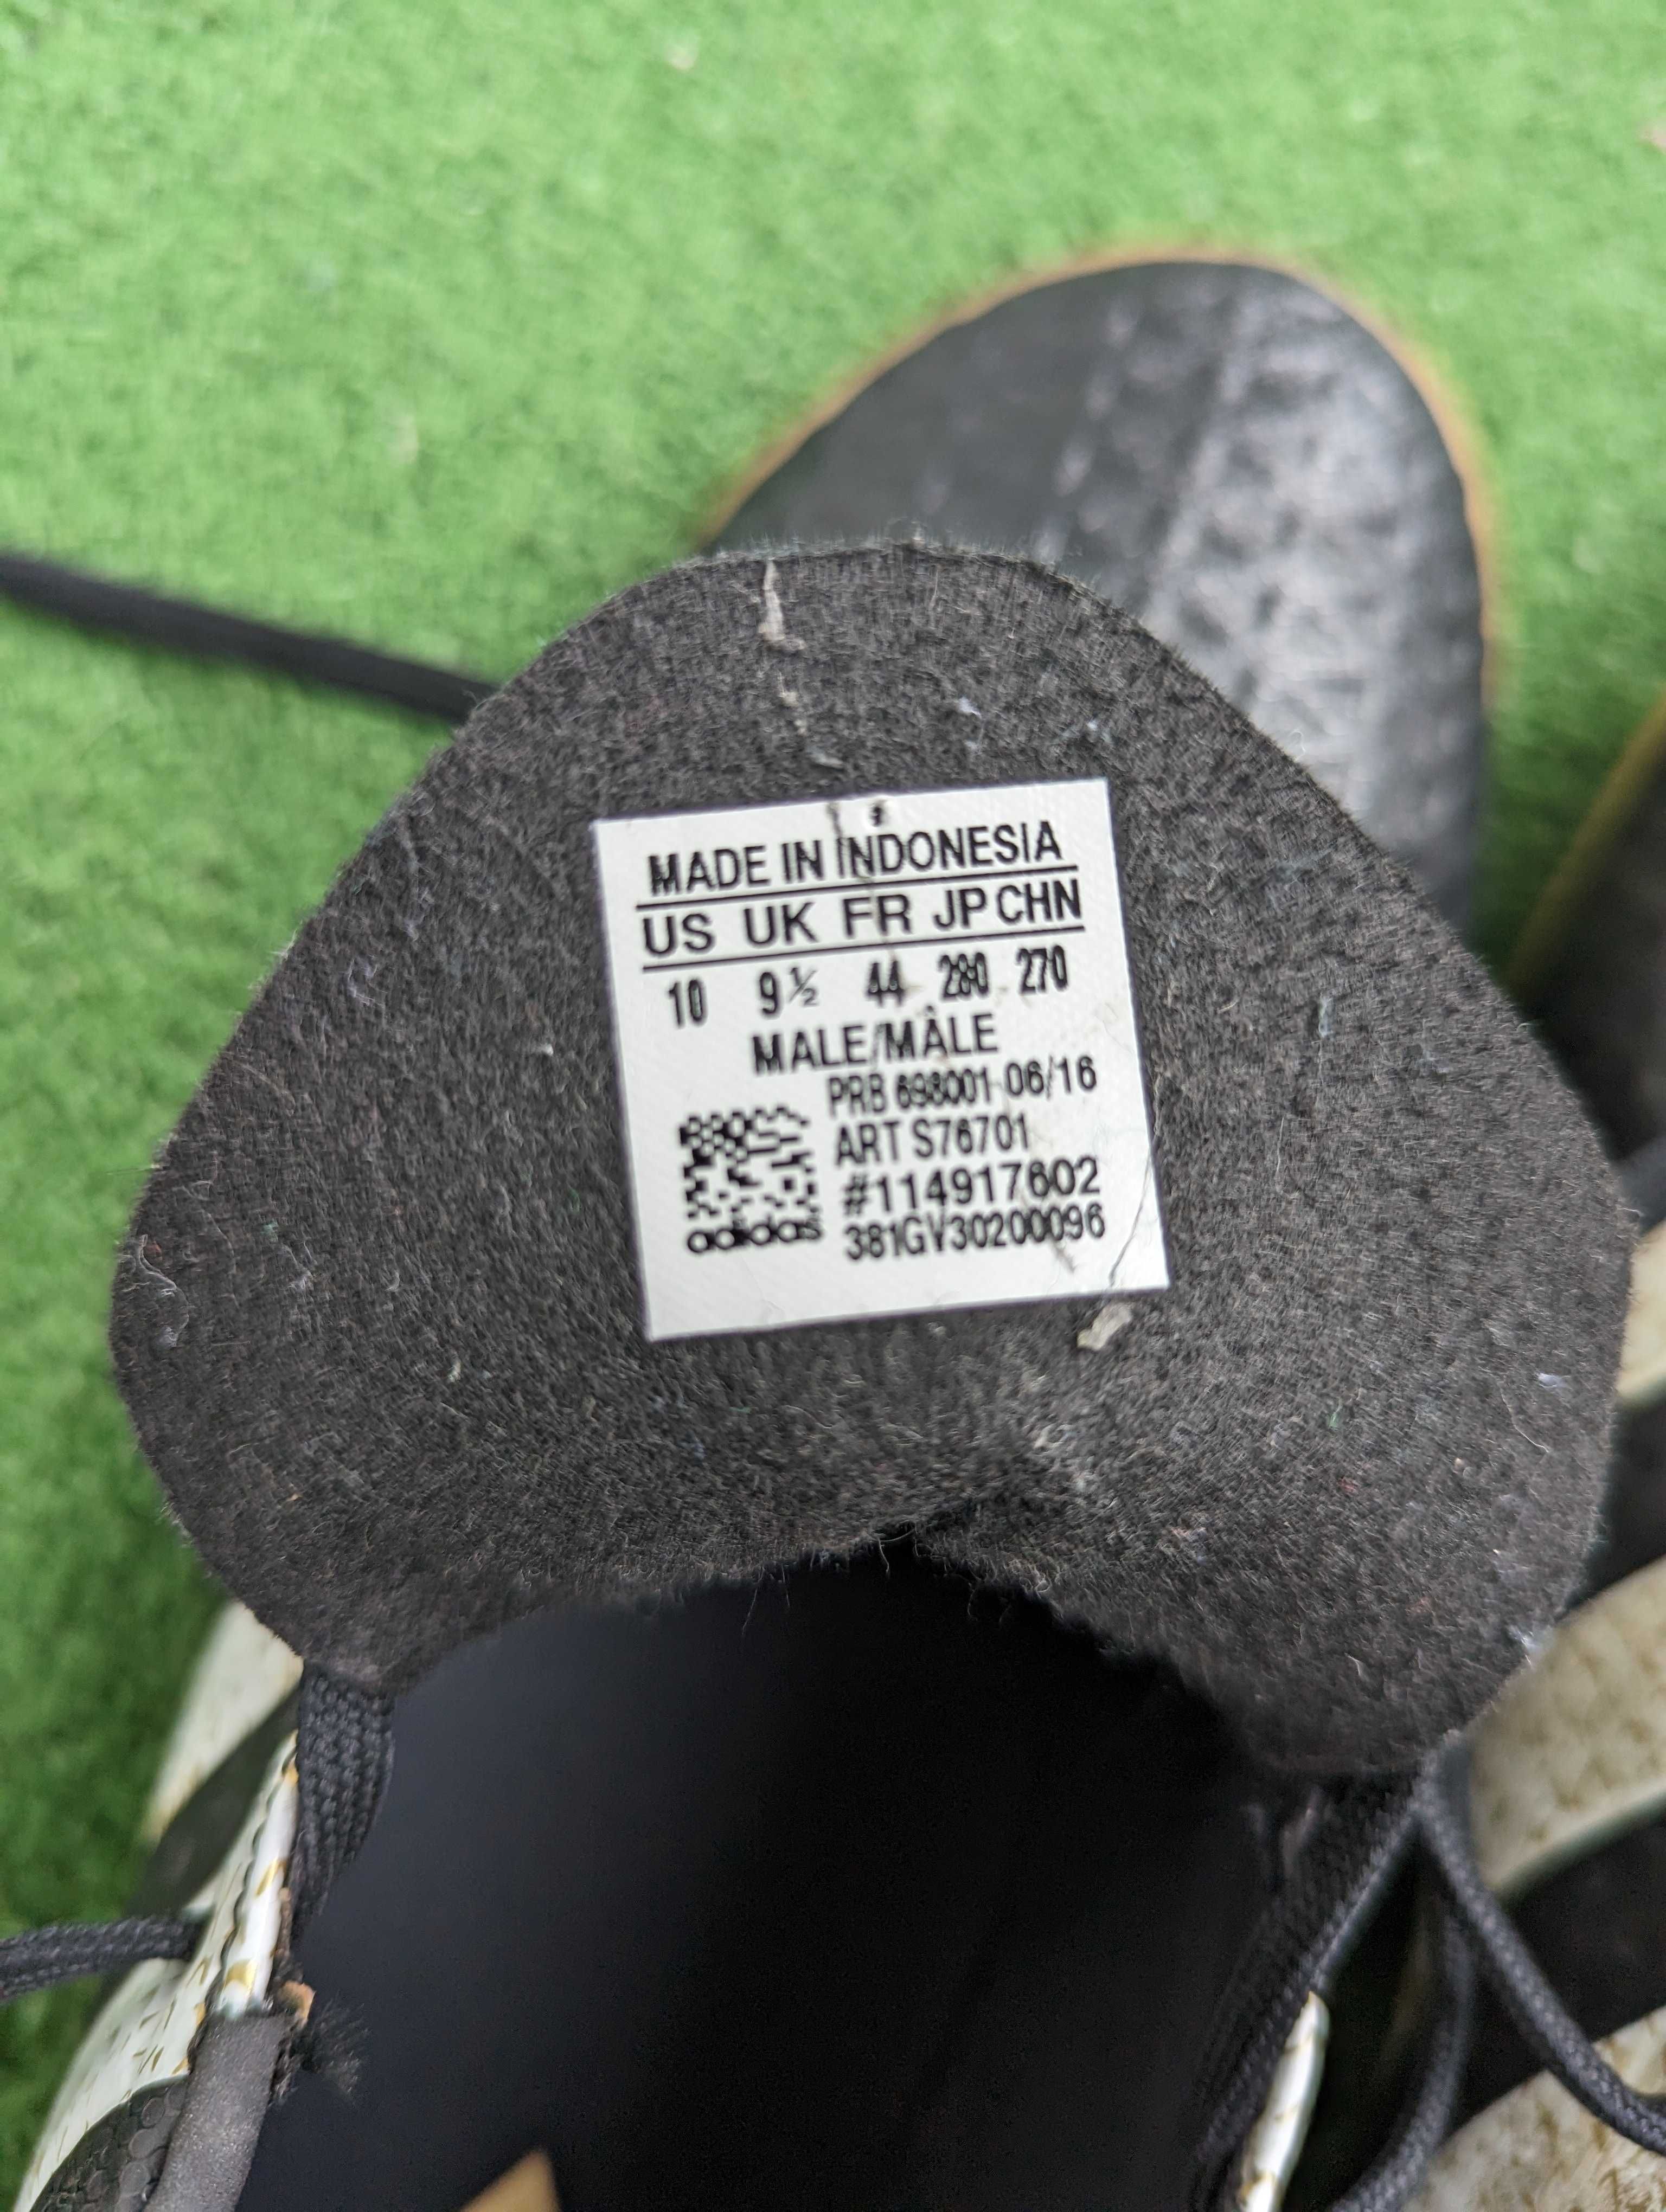 MADE IN INDONESIA
US UK FR JP CHN
10 9½ 44 280 270
MALE/MÂLE
PRB 698001 06/16
ART S76701
#114917602
adidas 381GV30200096